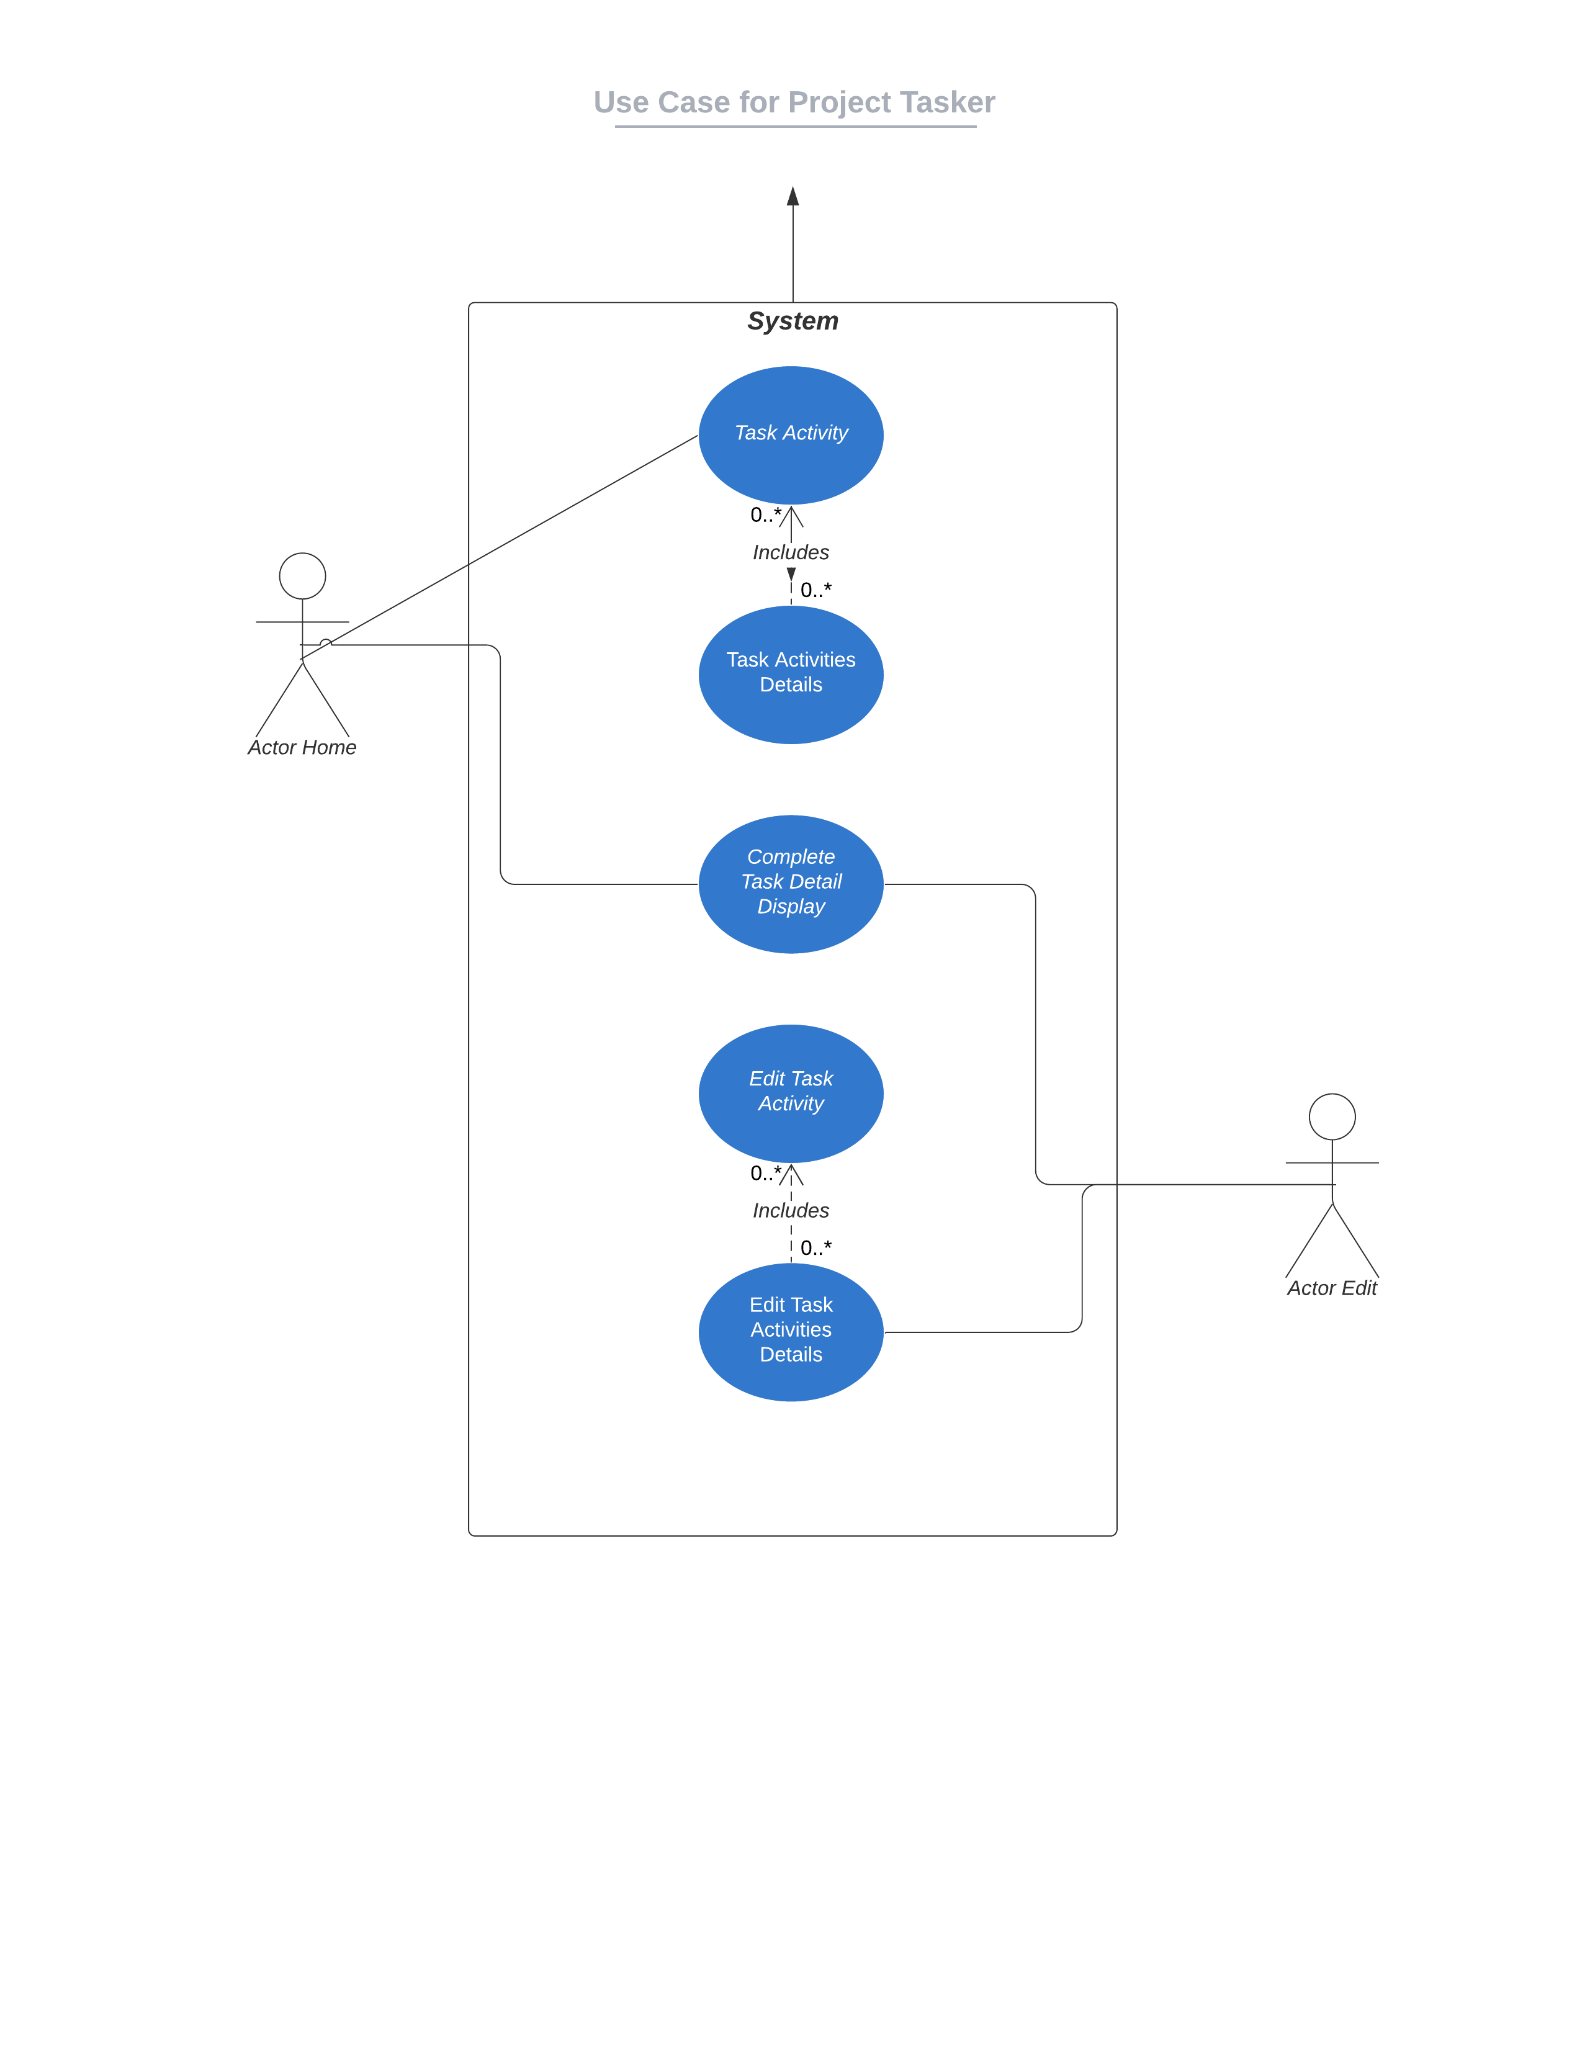 Use Case for Project Tasker
System
Task Activity
0..*
Includes
0..*
Task Activities
Details
Actor Home
Complete
Task Detail
Display
Edit Task
Activity
0..*
Includes
0..*
Actor Edit
Edit Task
Activities
Details